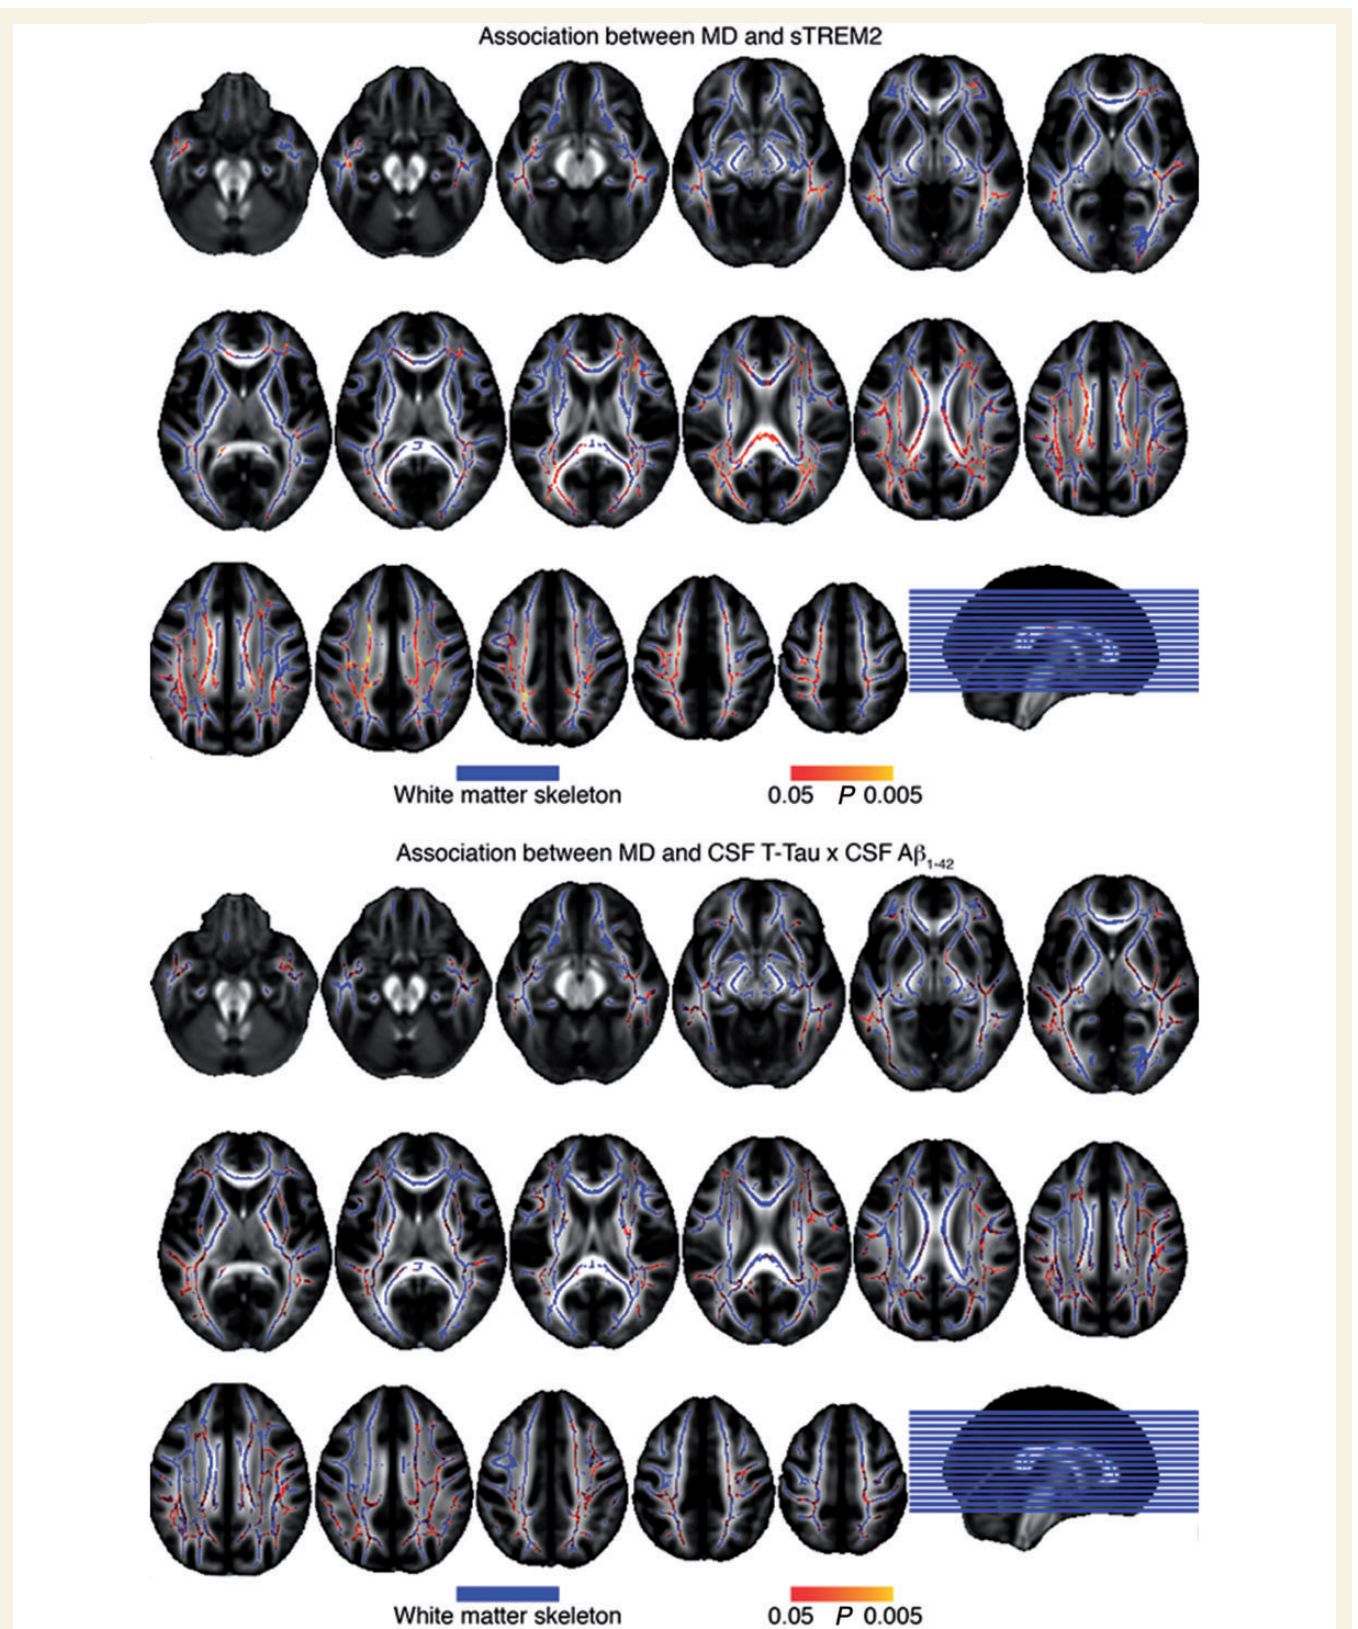 Association between MD and sTREM2
White matter skeleton
0.05 P 0.005
Association between MD and CSF T-Tau x CSF Aβ1-42
White matter skeleton
0.05 P 0.005